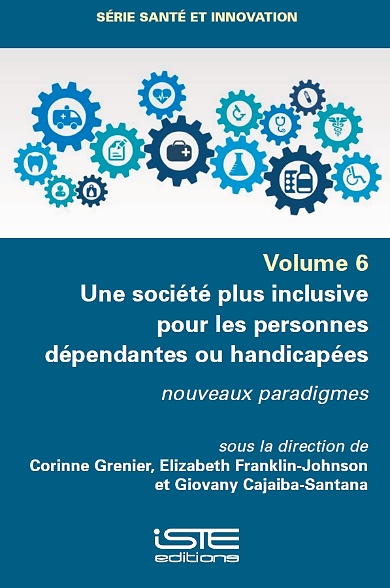 SÉRIE SANTÉ ET INNOVATION
Volume 6
Une société plus inclusive
pour les personnes
dépendantes ou handicapées
nouveaux paradigmes
sous la direction de
Corinne Grenier, Elizabeth Franklin-Johnson
et Giovany Cajaiba-Santana
iSTE
editions